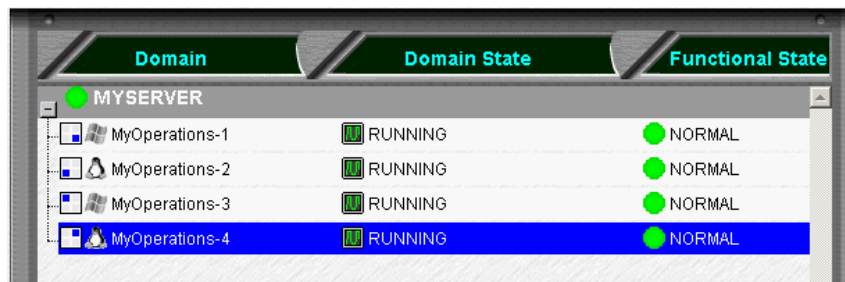 Domain Domain State Functional State
MYSERVER
MyOperations-1 RUNNING NORMAL
MyOperations-2 RUNNING NORMAL
MyOperations-3 RUNNING NORMAL
MyOperations-4 RUNNING NORMAL